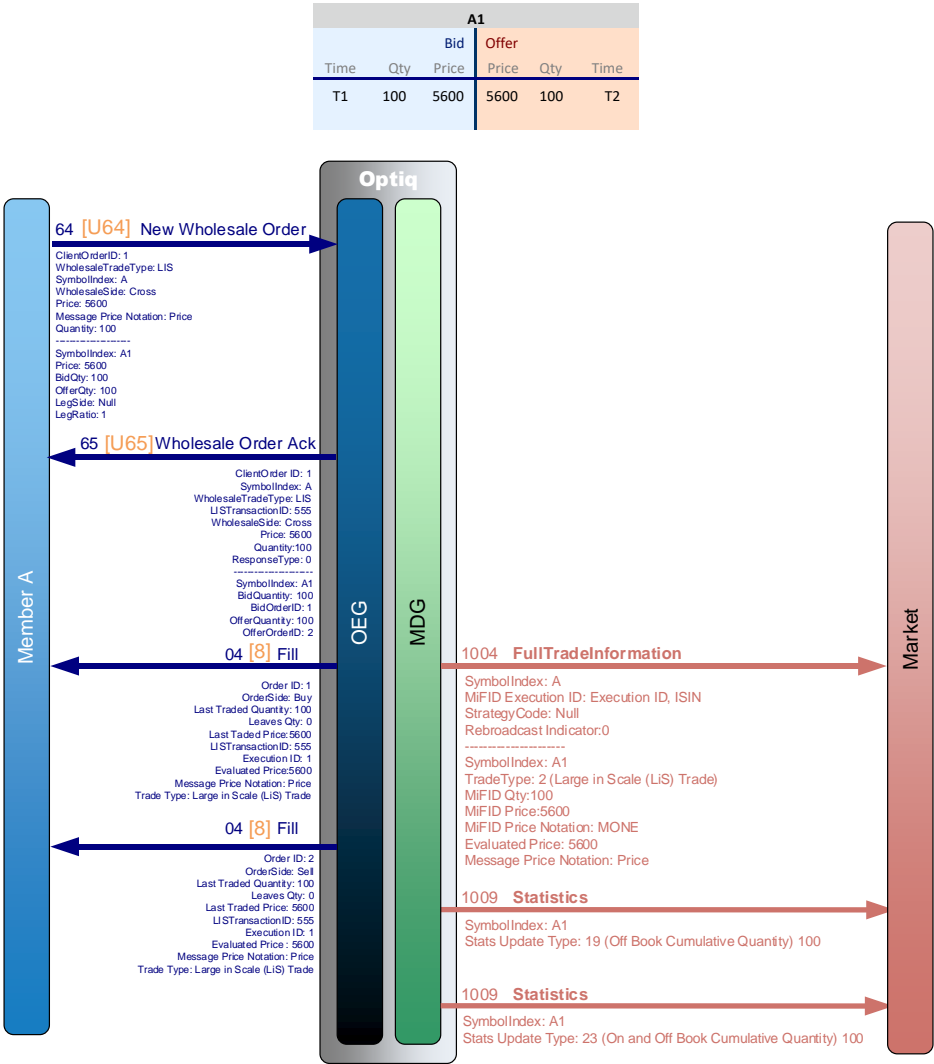 A1
Bid Offer
Time Qty Price Price Qty Time
T1 100 5600 5600 100 T2
Optiq
64 [U64] New Wholesale Order
ClientOrderID: 1
WholesaleTradeType: LIS
SymbolIndex: A
WholesaleSide: Cross
Price: 5600
Message Price Notation: Price
Quantity: 100
----------------------
SymbolIndex: A1
Price: 5600
BidQty: 100
OfferQty: 100
LegSide: Null
LegRatio: 1
65 [U65]Wholesale Order Ack
ClientOrder ID: 1
SymbolIndex: A
WholesaleTradeType: LIS
LISTransactionID: 555
WholesaleSide: Cross
Price: 5600
Quantity:100
ResponseType: 0
-----------------------
SymbolIndex: A1
BidQuantity: 100
BidOrderID: 1
OfferQuantity: 100
OfferOrderID: 2
04 [8] Fill
Order ID: 1
OrderSide: Buy
Last Traded Quantity: 100
Leaves Qty: 0
Last Taded Price:5600
LISTransactionID: 555
Execution ID: 1
Evaluated Price:5600
Message Price Notation: Price
Trade Type: Large in Scale (LiS) Trade
04 [8] Fill
Order ID: 2
OrderSide: Sell
Last Traded Quantity: 100
Leaves Qty: 0
Last Traded Price: 5600
LISTransactionID: 555
Execution ID: 1
Evaluated Price : 5600
Message Price Notation: Price
Trade Type: Large in Scale (LiS) Trade
Member A
OEG
MDG
Market
1004 FullTradeInformation
SymbolIndex: A
MiFID Execution ID: Execution ID, ISIN
StrategyCode: Null
Rebroadcast Indicator:0
-----------------------
SymbolIndex: A1
TradeType: 2 (Large in Scale (LiS) Trade)
MiFID Qty:100
MiFID Price:5600
MiFID Price Notation: MONE
Evaluated Price: 5600
Message Price Notation: Price
1009 Statistics
SymbolIndex: A1
Stats Update Type: 19 (Off Book Cumulative Quantity) 100
1009 Statistics
SymbolIndex: A1
Stats Update Type: 23 (On and Off Book Cumulative Quantity) 100